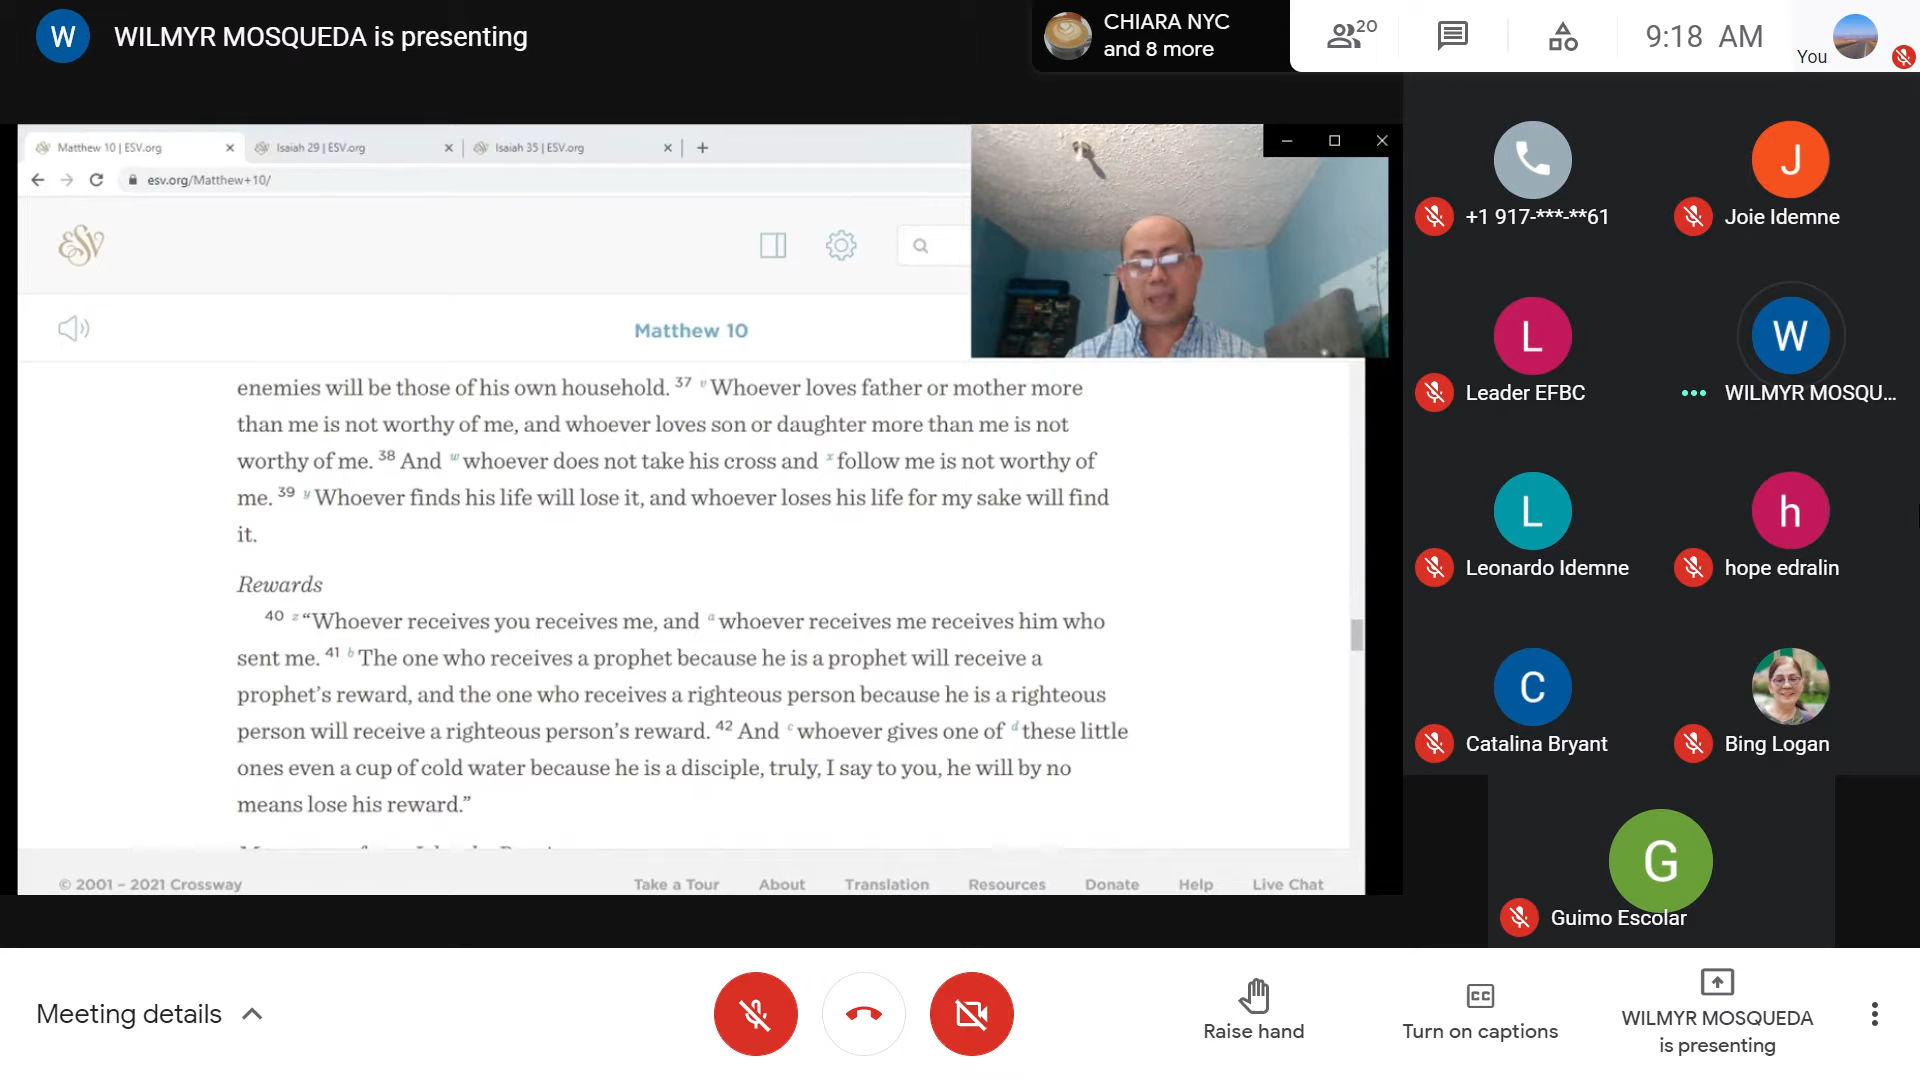 W WILMYR MOSQUEDA is presenting
CHIARA NYC
and 8 more
20
9:18 AM
You
Matthew 10 | ESV.org
Isaiah 29 | ESV.org
Isaiah 35 | ESV.org
esv.org/Matthew+10/
ESV
Matthew 10
enemies will be those of his own household. 37 v Whoever loves father or mother more
than me is not worthy of me, and whoever loves son or daughter more than me is not
worthy of me. 38 And w whoever does not take his cross and x follow me is not worthy of
me. 39 y Whoever finds his life will lose it, and whoever loses his life for my sake will find
it.
Rewards
40 z “Whoever receives you receives me, and a whoever receives me receives him who
sent me. 41 b The one who receives a prophet because he is a prophet will receive a
prophet’s reward, and the one who receives a righteous person because he is a righteous
person will receive a righteous person’s reward. 42 And c whoever gives one of d these little
ones even a cup of cold water because he is a disciple, truly, I say to you, he will by no
means lose his reward.”
© 2001 – 2021 Crossway
Take a Tour
About
Translation
Resources
Donate
Help
Live Chat
+1 917-***-**61
J
Joie Idemne
L
Leader EFBC
W
WILMYR MOSQU...
L
Leonardo Idemne
h
hope edralin
C
Catalina Bryant
Bing Logan
G
Guimo Escolar
Meeting details
Raise hand
CC
Turn on captions
WILMYR MOSQUEDA
is presenting